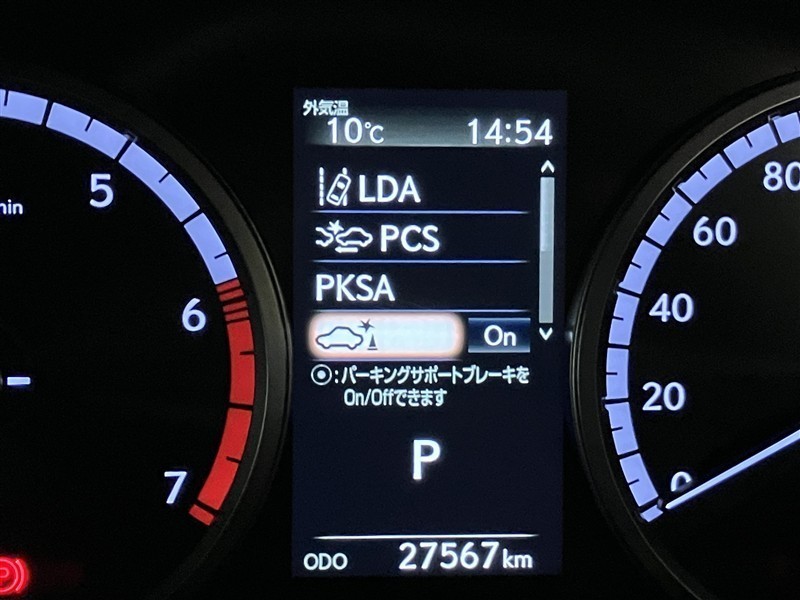 外気温
10℃ 14:54
LDA
PCS
PKSA
On
⦿:パーキングサポートブレーキを
On/Offできます
P
ODO 27567km
min
5
6
7
80
60
40
20
0
P